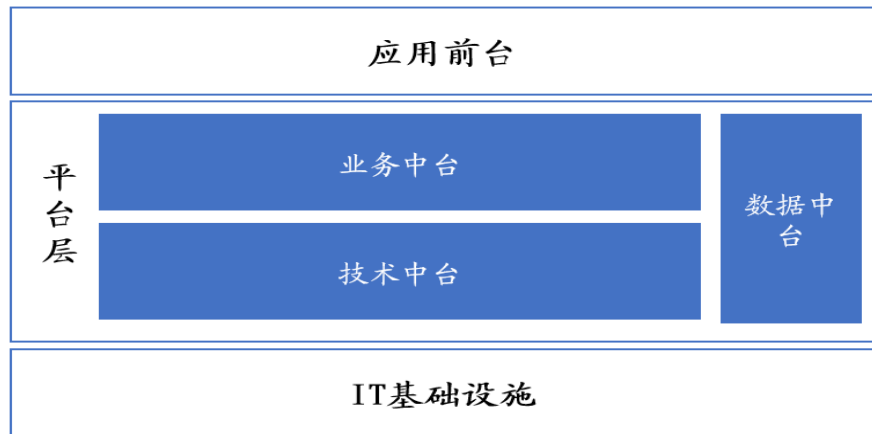 应用前台
平台层
业务中台
技术中台
数据中
台
IT基础设施